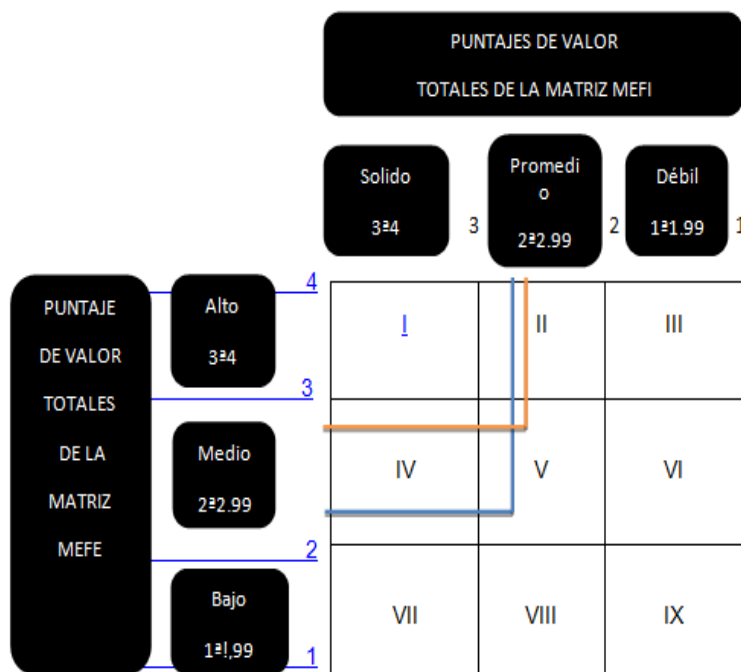 PUNTAJES DE VALOR
TOTALES DE LA MATRIZ MEFI
Solido
3ª4
3
Promedi
o
2ª2.99
2
Débil
1ª1.99
1
PUNTAJE
DE VALOR
TOTALES
DE LA
MATRIZ
MEFE
Alto
3ª4
4
3
Medio
2ª2.99
2
Bajo
1ª!,99
1
I
II
III
IV
V
VI
VII
VIII
IX